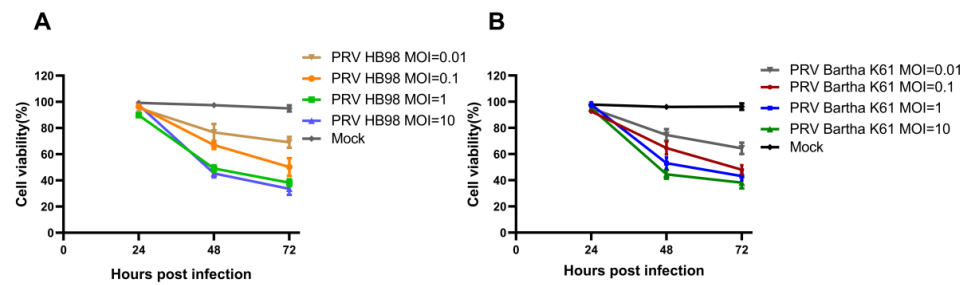 A
PRV HB98 MOI=0.01
PRV HB98 MOI=0.1
PRV HB98 MOI=1
PRV HB98 MOI=10
Mock
Cell viability(%)
120
100
80
60
40
20
0
0 24 48 72
Hours post infection
B
PRV Bartha K61 MOI=0.01
PRV Bartha K61 MOI=0.1
PRV Bartha K61 MOI=1
PRV Bartha K61 MOI=10
Mock
Cell viability(%)
120
100
80
60
40
20
0
0 24 48 72
Hours post infection